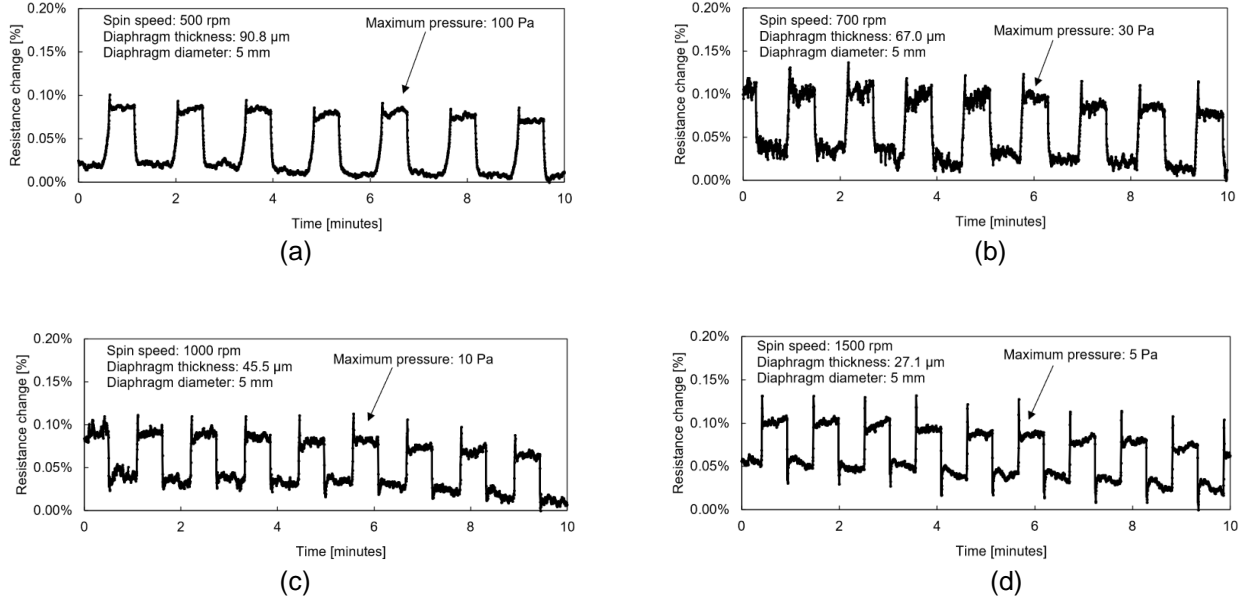 Spin speed: 500 rpm
Diaphragm thickness: 90.8 µm
Diaphragm diameter: 5 mm
Maximum pressure: 100 Pa
Resistance change [%]
0.20%
0.15%
0.10%
0.05%
0.00%
0 2 4 6 8 10
Time [minutes]
(a)
Spin speed: 700 rpm
Diaphragm thickness: 67.0 µm
Diaphragm diameter: 5 mm
Maximum pressure: 30 Pa
Resistance change [%]
0.20%
0.15%
0.10%
0.05%
0.00%
0 2 4 6 8 10
Time [minutes]
(b)
Spin speed: 1000 rpm
Diaphragm thickness: 45.5 µm
Diaphragm diameter: 5 mm
Maximum pressure: 10 Pa
Resistance change [%]
0.20%
0.15%
0.10%
0.05%
0.00%
0 2 4 6 8 10
Time [minutes]
(c)
Spin speed: 1500 rpm
Diaphragm thickness: 27.1 µm
Diaphragm diameter: 5 mm
Maximum pressure: 5 Pa
Resistance change [%]
0.20%
0.15%
0.10%
0.05%
0.00%
0 2 4 6 8 10
Time [minutes]
(d)